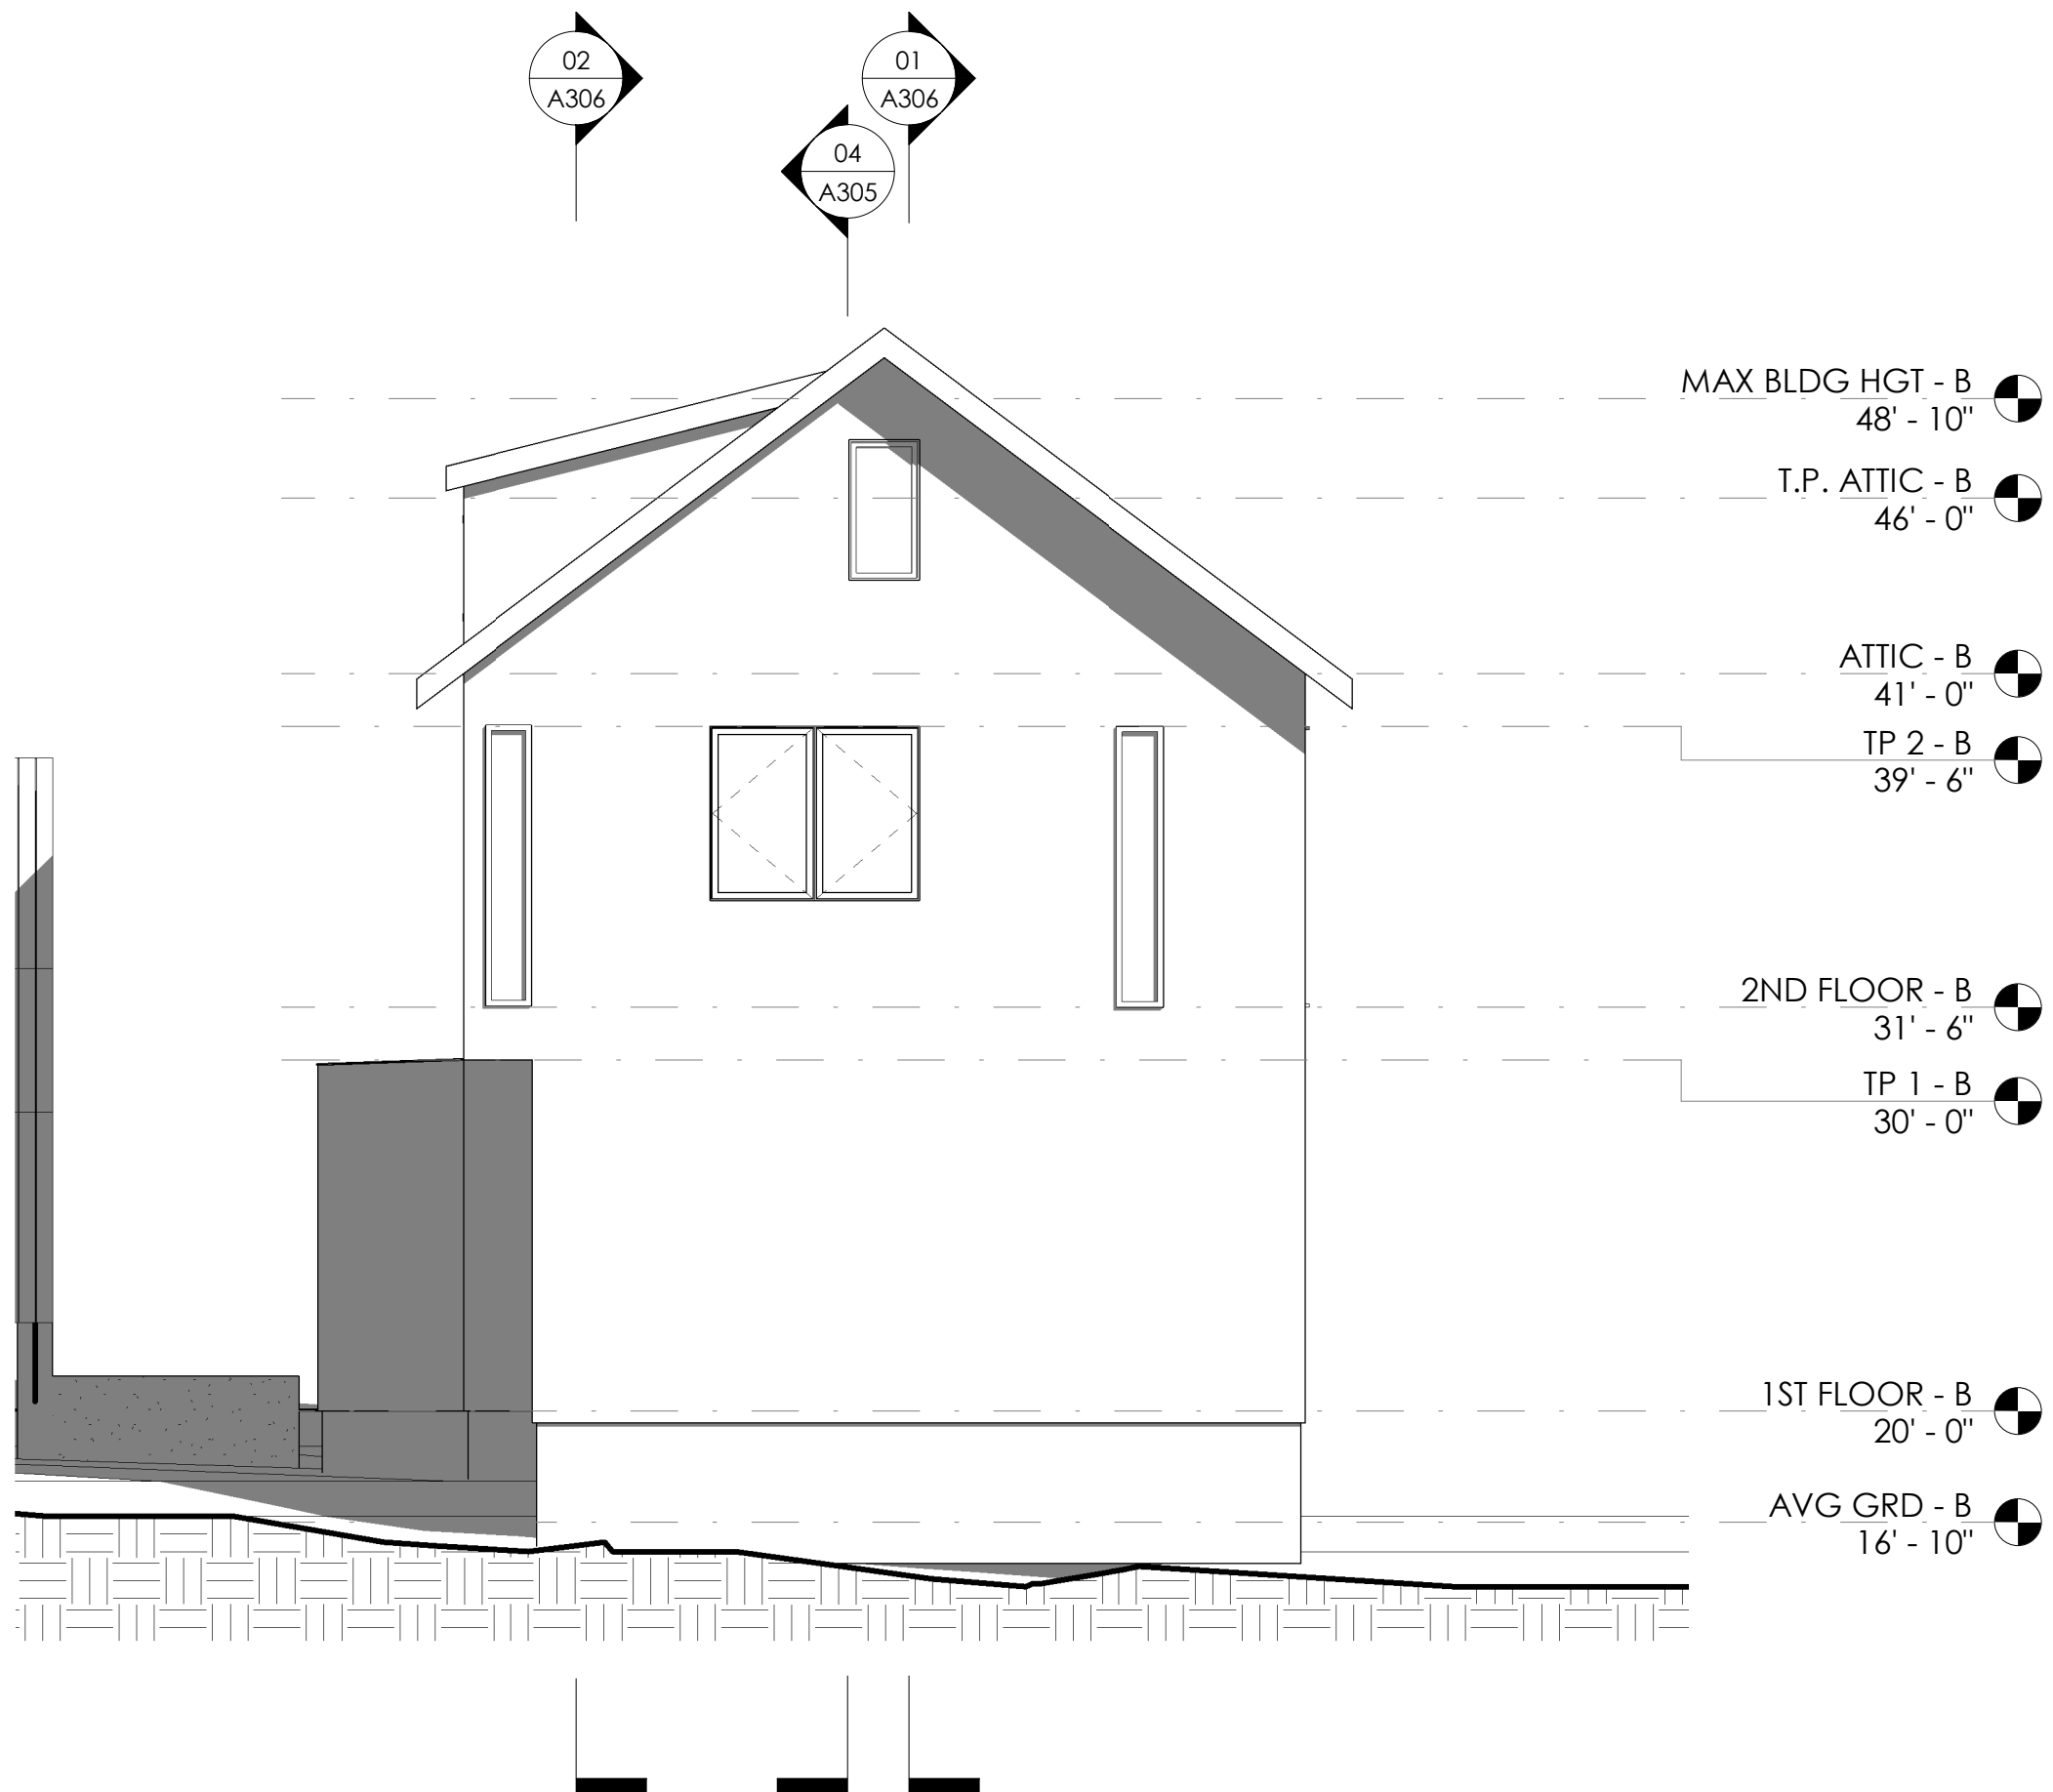 02
A306
01
A306
04
A305
MAX BLDG HGT - B
48' - 10"
T.P. ATTIC - B
46' - 0"
ATTIC - B
41' - 0"
TP 2 - B
39' - 6"
2ND FLOOR - B
31' - 6"
TP 1 - B
30' - 0"
1ST FLOOR - B
20' - 0"
AVG GRD - B
16' - 10"